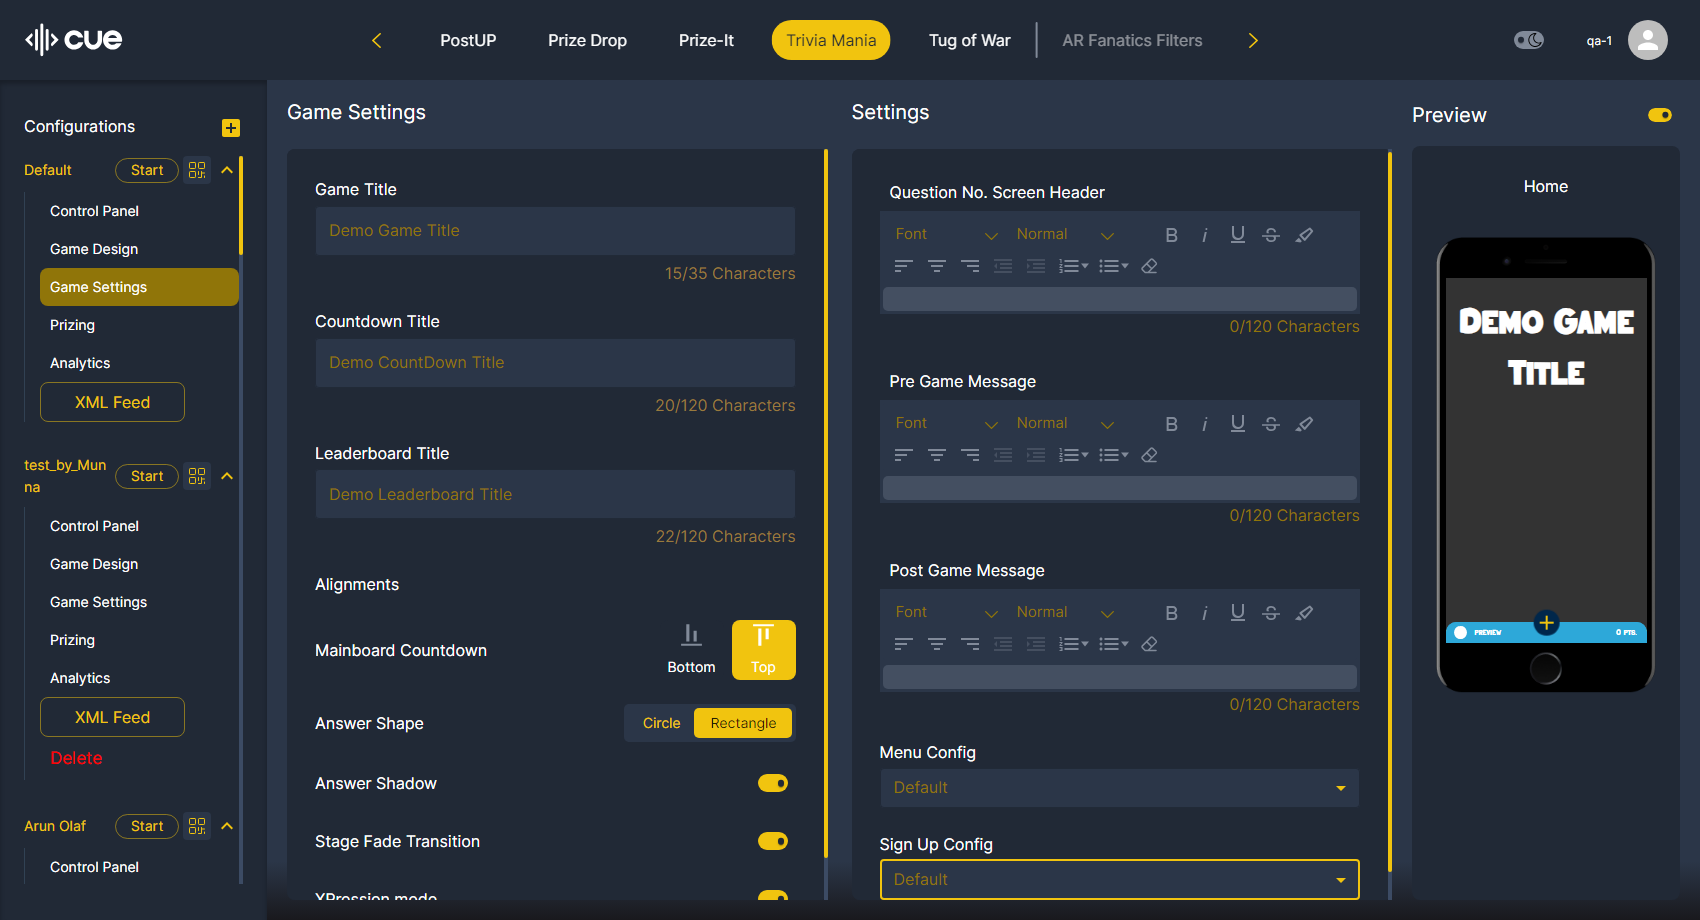 cue
PostUP
Prize Drop
Prize-It
Trivia Mania
Tug of War
AR Fanatics Filters
qa-1
Configurations
Default
Start
Control Panel
Game Design
Game Settings
Prizing
Analytics
XML Feed
test_by_Mun
na
Start
Control Panel
Game Design
Game Settings
Prizing
Analytics
XML Feed
Delete
Arun Olaf
Start
Control Panel
Game Settings
Game Title
Demo Game Title
15/35 Characters
Countdown Title
Demo CountDown Title
20/120 Characters
Leaderboard Title
Demo Leaderboard Title
22/120 Characters
Alignments
Mainboard Countdown
Bottom
Top
Answer Shape
Circle
Rectangle
Answer Shadow
Stage Fade Transition
XPression mode
Settings
Question No. Screen Header
Font
Normal
B i U S
0/120 Characters
Pre Game Message
Font
Normal
B i U S
0/120 Characters
Post Game Message
Font
Normal
B i U S
0/120 Characters
Menu Config
Default
Sign Up Config
Default
Preview
Home
Demo Game
Title
PREVIEW
0 PTS.